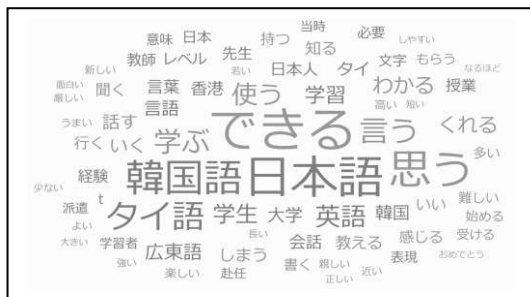 当時
意味 日本 持つ 必要 しやすい
教師 レベル 先生 知る
新しい 若い 日本人 タイ 文字 もらう なるほど
面白い 聞く 言葉 香港 使う 学習 わかる 授業
厳しい 言語 高い 短い
うまい 話す できる 言う くれる
行く いく 学ぶ 多い
経験 韓国語 日本語 思う
少ない t 難しい
派遣 タイ語 学生 大学 英語 韓国 いい 始める
よい 長い
大きい 学習者 広東語 会話 教える 感じる 受ける
強い しまう 表現 おめでとう
楽しい 赴任 書く 親しい 近い
正しい